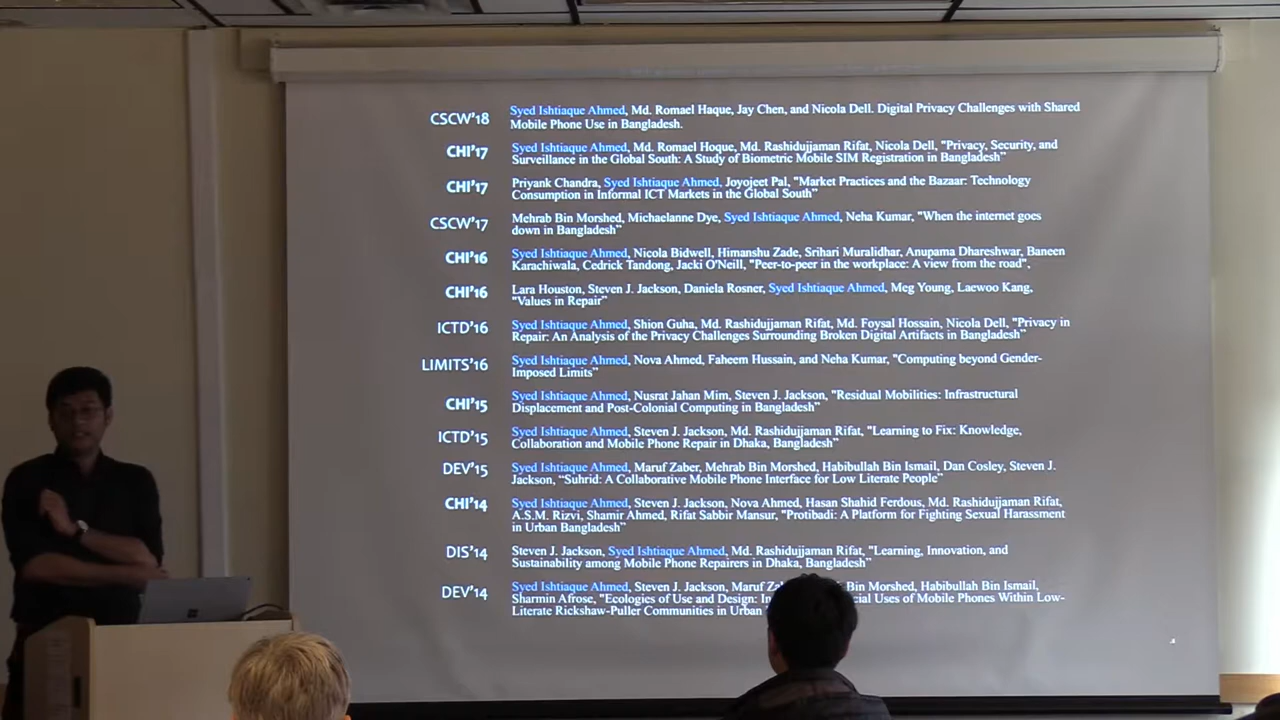 CSCW'18
Syed Ishtiaque Ahmed, Md. Romael Haque, Jay Chen, and Nicola Dell. Digital Privacy Challenges with Shared
Mobile Phone Use in Bangladesh.
CHI'17
Syed Ishtiaque Ahmed, Md. Romael Hoque, Md. Rashidujjaman Rifat, Nicola Dell, "Privacy, Security, and
Surveillance in the Global South: A Study of Biometric Mobile SIM Registration in Bangladesh”
CHI'17
Priyank Chandra, Syed Ishtiaque Ahmed, Joyojeet Pal, "Market Practices and the Bazaar: Technology
Consumption in Informal ICT Markets in the Global South”
CSCW'17
Mehrab Bin Morshed, Michaelanne Dye, Syed Ishtiaque Ahmed, Neha Kumar, "When the internet goes
down in Bangladesh”
CHI'16
Syed Ishtiaque Ahmed, Nicola Bidwell, Himanshu Zade, Srihari Muralidhar, Anupama Dhareshwar, Baneen
Karachiwala, Cedrick Tandong, Jacki O'Neill, "Peer-to-peer in the workplace: A view from the road",
CHI'16
Lara Houston, Steven J. Jackson, Daniela Rosner, Syed Ishtiaque Ahmed, Meg Young, Laewoo Kang,
"Values in Repair”
ICTD'16
Syed Ishtiaque Ahmed, Shion Guha, Md. Rashidujjaman Rifat, Md. Foysal Hossain, Nicola Dell, "Privacy in
Repair: An Analysis of the Privacy Challenges Surrounding Broken Digital Artifacts in Bangladesh”
LIMITS'16
Syed Ishtiaque Ahmed, Nova Ahmed, Faheem Hussain, and Neha Kumar, "Computing beyond Gender-
Imposed Limits”
CHI'15
Syed Ishtiaque Ahmed, Nusrat Jahan Mim, Steven J. Jackson, "Residual Mobilities: Infrastructural
Displacement and Post-Colonial Computing in Bangladesh”
ICTD'15
Syed Ishtiaque Ahmed, Steven J. Jackson, Md. Rashidujjaman Rifat, "Learning to Fix: Knowledge,
Collaboration and Mobile Phone Repair in Dhaka, Bangladesh”
DEV'15
Syed Ishtiaque Ahmed, Maruf Zaber, Mehrab Bin Morshed, Habibullah Bin Ismail, Dan Cosley, Steven J.
Jackson, “Suhrid: A Collaborative Mobile Phone Interface for Low Literate People”
CHI'14
Syed Ishtiaque Ahmed, Steven J. Jackson, Nova Ahmed, Hasan Shahid Ferdous, Md. Rashidujjaman Rifat,
A.S.M. Rizvi, Shamir Ahmed, Rifat Sabbir Mansur, "Protibadi: A Platform for Fighting Sexual Harassment
in Urban Bangladesh”
DIS'14
Steven J. Jackson, Syed Ishtiaque Ahmed, Md. Rashidujjaman Rifat, "Learning, Innovation, and
Sustainability among Mobile Phone Repairers in Dhaka, Bangladesh”
DEV'14
Syed Ishtiaque Ahmed, Steven J. Jackson, Maruf Bin Morshed, Habibullah Bin Ismail,
Sharmin Afrose, "Ecologies of Use and Design: Uses of Mobile Phones Within Low-
Literate Rickshaw-Puller Communities in Urban